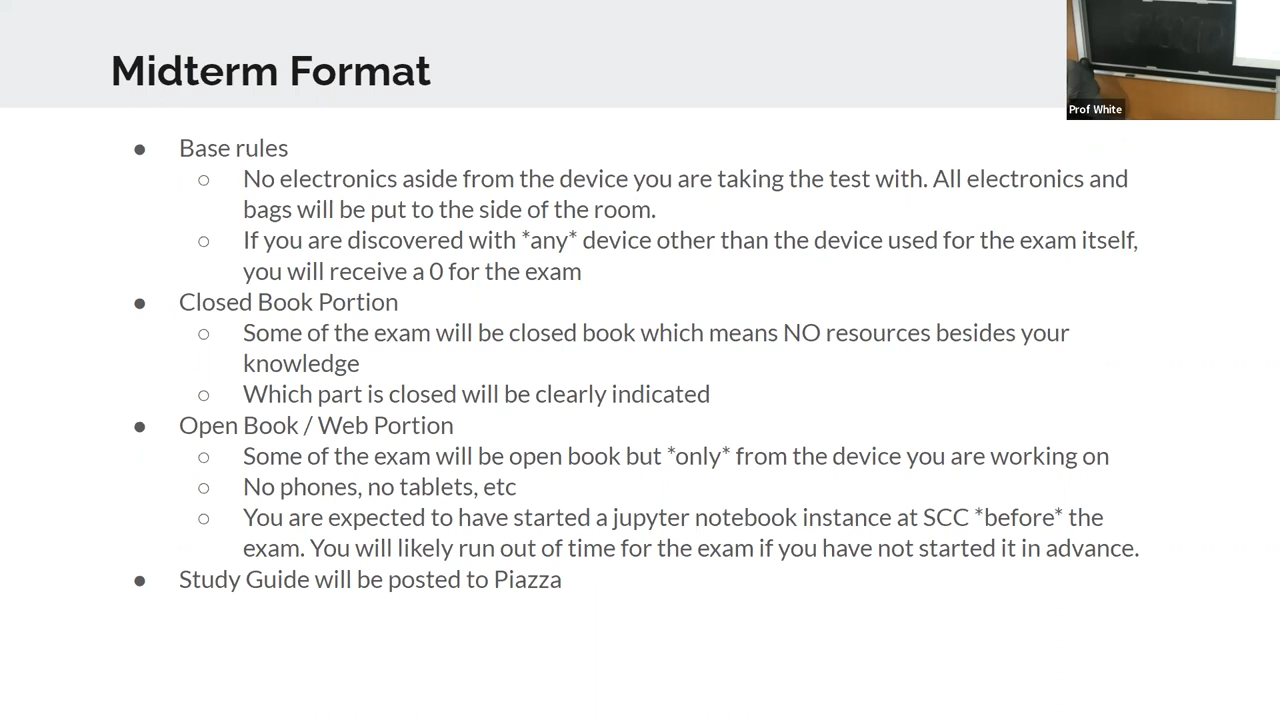 Midterm Format
Prof White
● Base rules
○ No electronics aside from the device you are taking the test with. All electronics and
bags will be put to the side of the room.
○ If you are discovered with *any* device other than the device used for the exam itself,
you will receive a 0 for the exam
● Closed Book Portion
○ Some of the exam will be closed book which means NO resources besides your
knowledge
○ Which part is closed will be clearly indicated
● Open Book / Web Portion
○ Some of the exam will be open book but *only* from the device you are working on
○ No phones, no tablets, etc
○ You are expected to have started a jupyter notebook instance at SCC *before* the
exam. You will likely run out of time for the exam if you have not started it in advance.
● Study Guide will be posted to Piazza